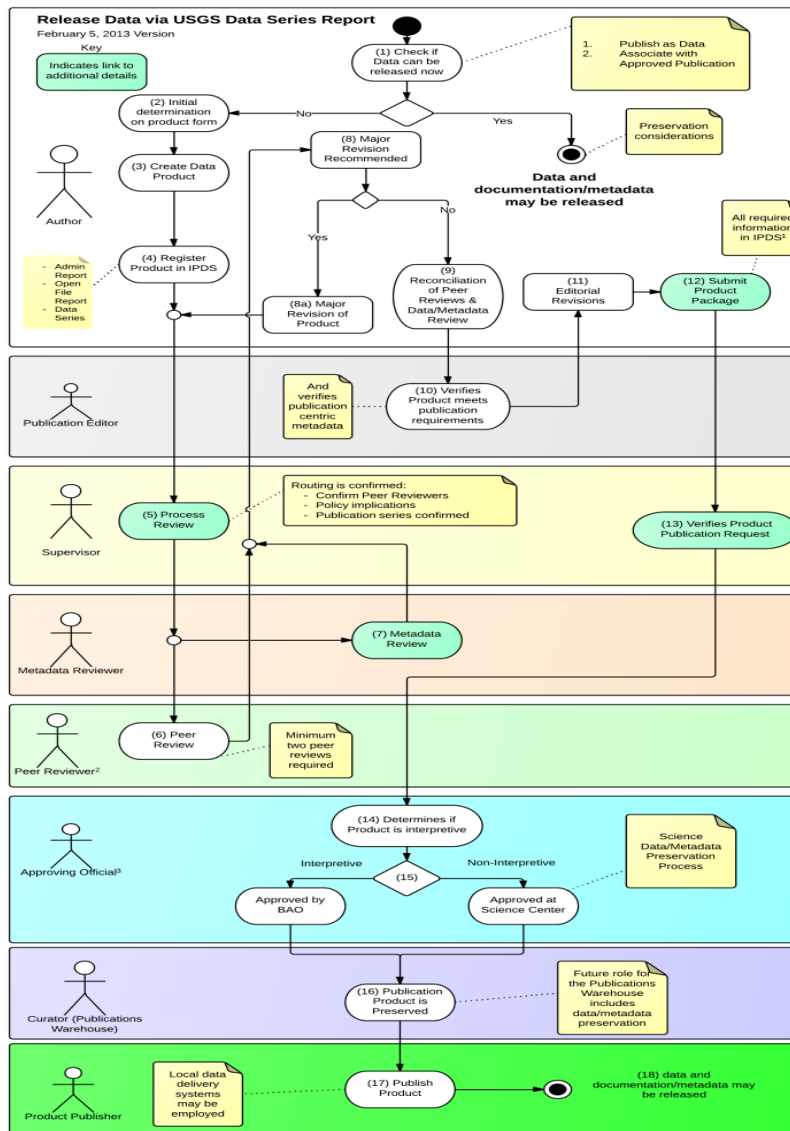 Release Data via USGS Data Series Report
February 5, 2013 Version
Key
Indicates link to
additional details
(1) Check if
Data can be
released now
1. Publish as Data
2. Associate with
Approved Publication
No
Yes
(2) Initial
determination
on product form
(3) Create Data
Product
Author
(4) Register
Product in IPDS
- Admin
Report
- Open
File
Report
- Data
Series
(8) Major
Revision
Recommended
Yes
No
(8a) Major
Revision of
Product
(9)
Reconciliation
of Peer
Reviews &
Data/Metadata
Review
Preservation
considerations
Data and
documentation/metadata
may be released
All required
information
in IPDS¹
(11)
Editorial
Revisions
(12) Submit
Product
Package
Publication Editor
And
verifies
publication
centric
metadata
(10) Verifies
Product meets
publication
requirements
Supervisor
(5) Process
Review
Routing is confirmed:
- Confirm Peer Reviewers
- Policy implications
- Publication series confirmed
(13) Verifies Product
Publication Request
Metadata Reviewer
(7) Metadata
Review
Peer Reviewer²
(6) Peer
Review
Minimum
two peer
reviews
required
Approving Official³
(14) Determines if
Product is interpretive
Interpretive
(15)
Non-Interpretive
Approved by
BAO
Approved at
Science Center
Science
Data/Metadata
Preservation
Process
Curator (Publications
Warehouse)
(16) Publication
Product is
Preserved
Future role for
the Publications
Warehouse
includes
data/metadata
preservation
Product Publisher
Local data
delivery
systems
may be
employed
(17) Publish
Product
(18) data and
documentation/metadata may
be released